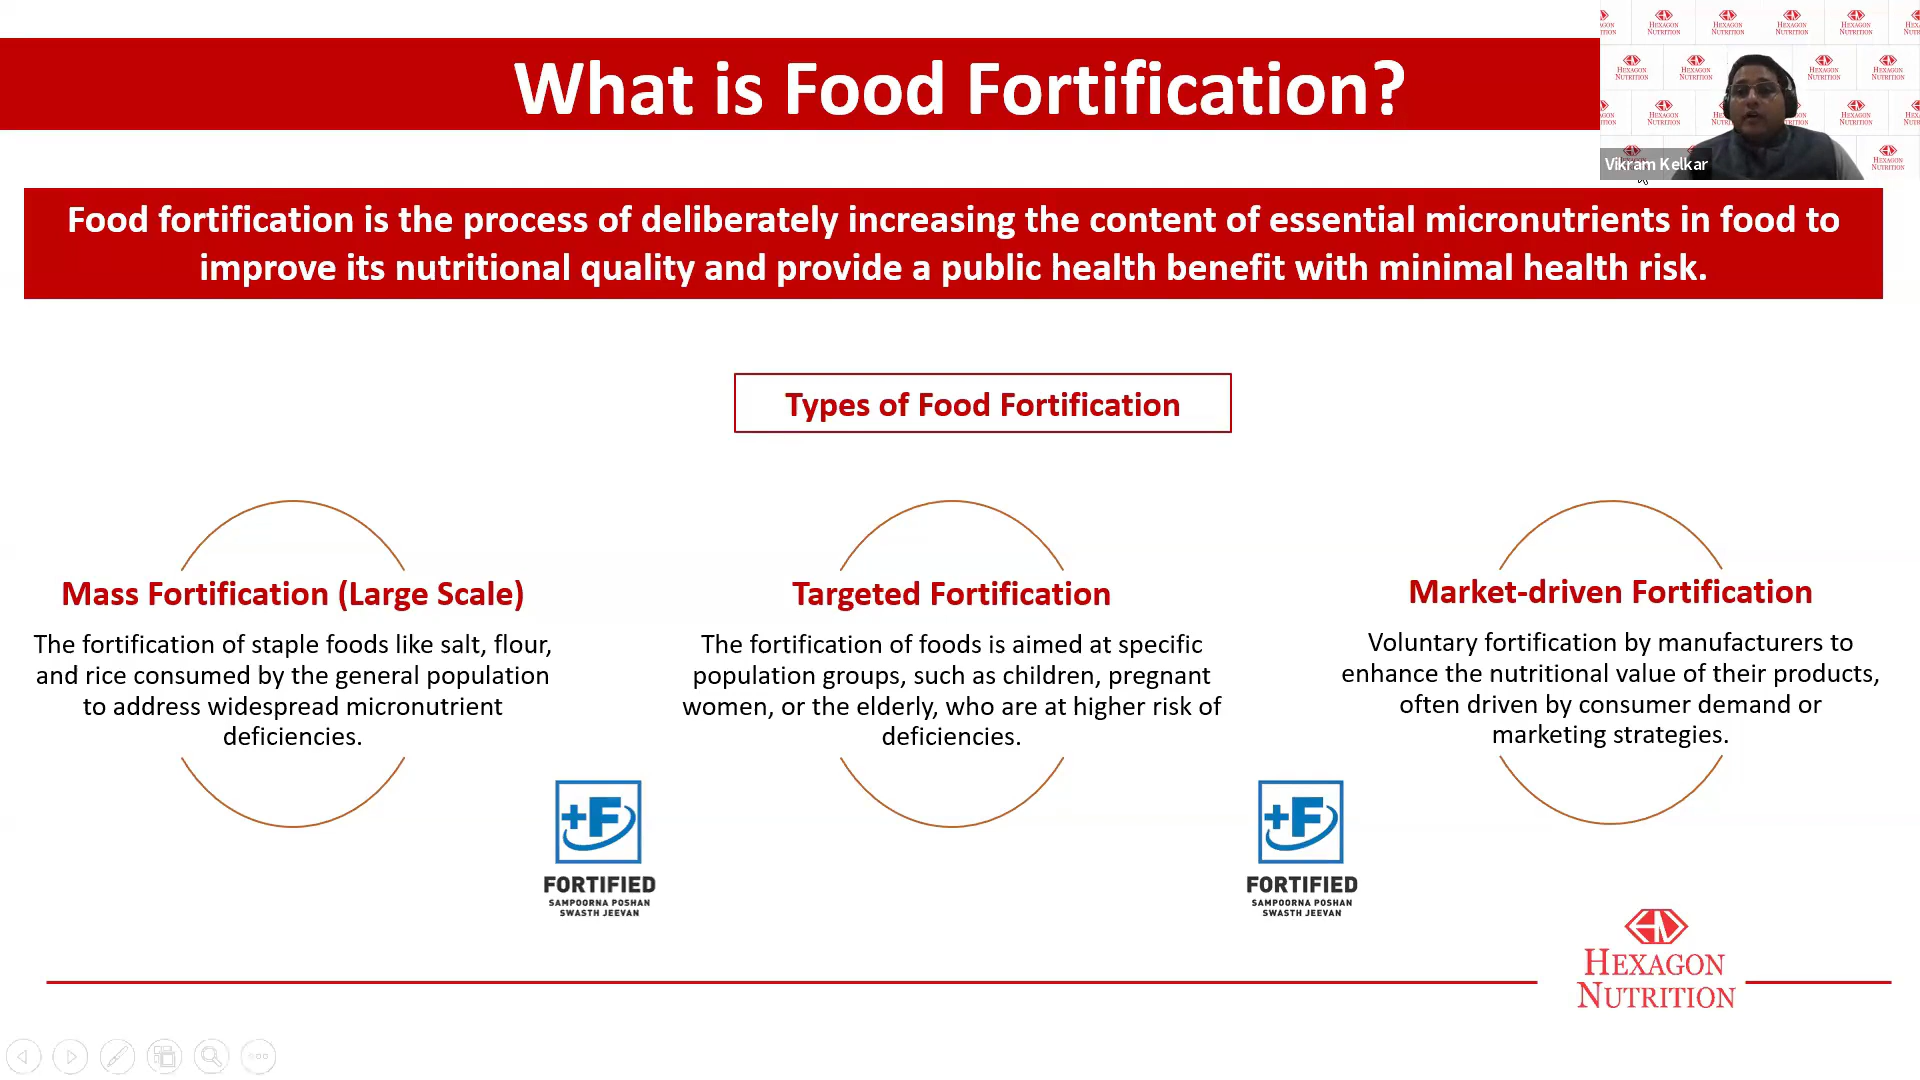 What is Food Fortification?
HEXAGON NUTRITION
Vikram Kelkar
Food fortification is the process of deliberately increasing the content of essential micronutrients in food to
improve its nutritional quality and provide a public health benefit with minimal health risk.
Types of Food Fortification
Mass Fortification (Large Scale)
The fortification of staple foods like salt, flour,
and rice consumed by the general population
to address widespread micronutrient
deficiencies.
Targeted Fortification
The fortification of foods is aimed at specific
population groups, such as children, pregnant
women, or the elderly, who are at higher risk of
deficiencies.
Market-driven Fortification
Voluntary fortification by manufacturers to
enhance the nutritional value of their products,
often driven by consumer demand or
marketing strategies.
+F
FORTIFIED
SAMPOORNA POSHAN
SWASTH JEEVAN
+F
FORTIFIED
SAMPOORNA POSHAN
SWASTH JEEVAN
HEXAGON
NUTRITION